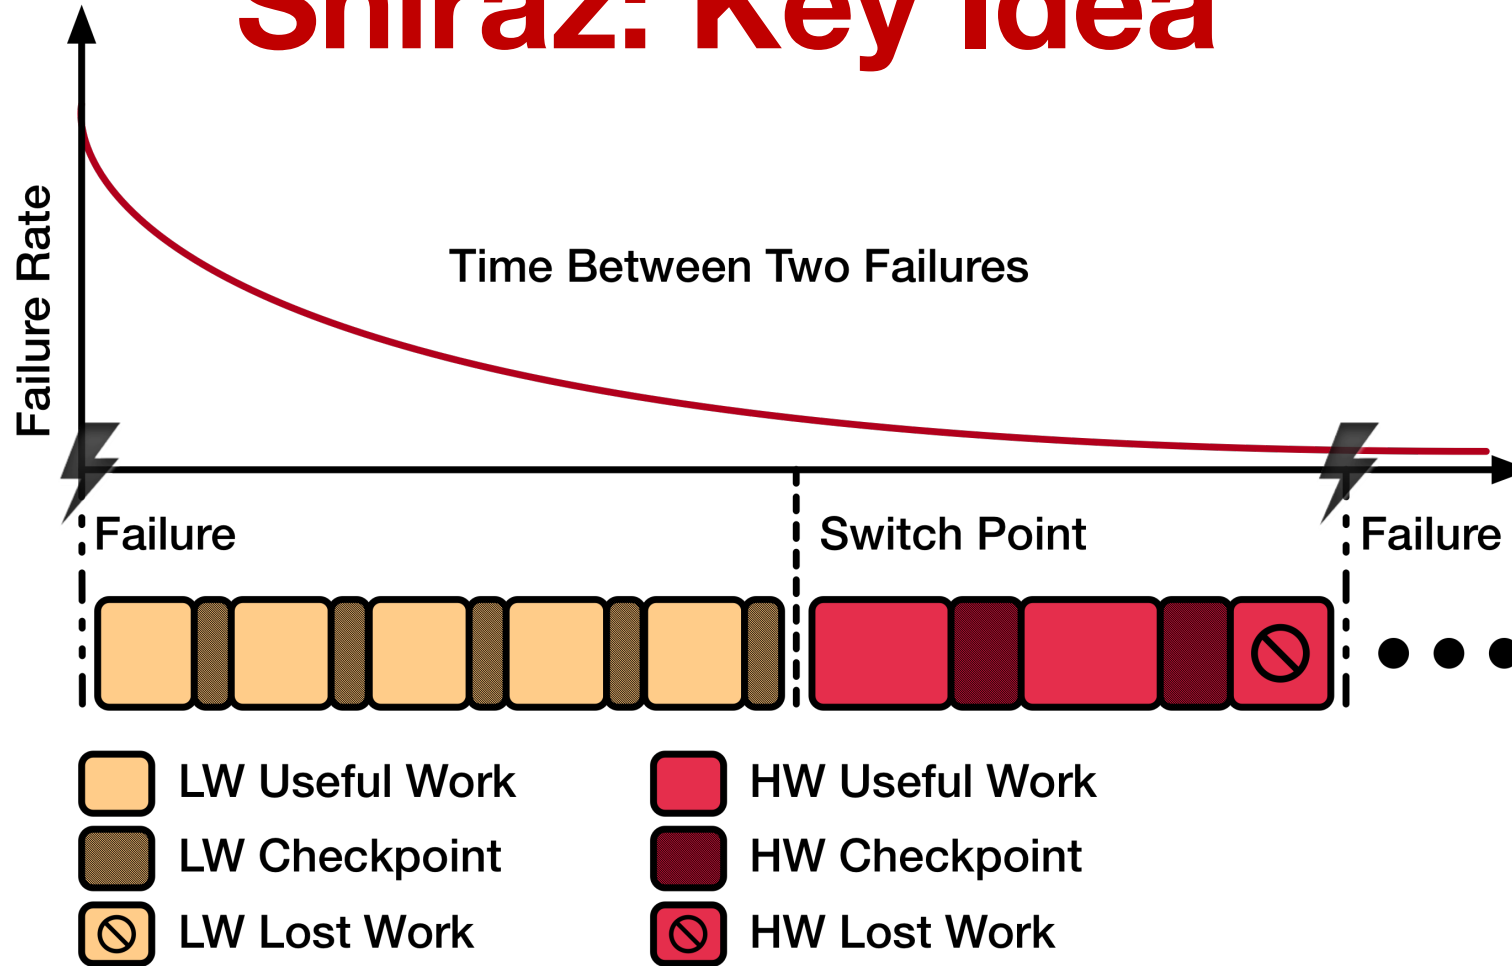 Shiraz: Key Idea
Failure Rate
Time Between Two Failures
Failure
Switch Point
Failure
LW Useful Work
HW Useful Work
LW Checkpoint
HW Checkpoint
LW Lost Work
HW Lost Work